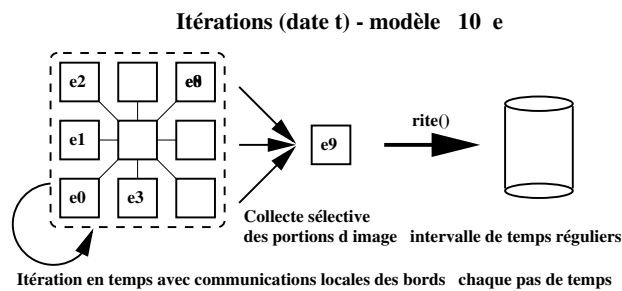 Itérations (date t) - modèle 10 e
e2
e1
e9
rite()
e0 e3
Collecte sélective
des portions d image intervalle de temps réguliers
Itération en temps avec communications locales des bords chaque pas de temps